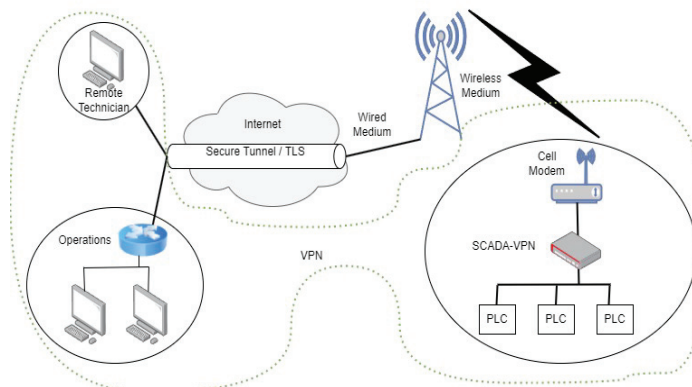 Remote
Technician
Internet
Secure Tunnel / TLS
Wired
Medium
Wireless
Medium
Cell
Modem
SCADA-VPN
Operations
VPN
PLC
PLC
PLC